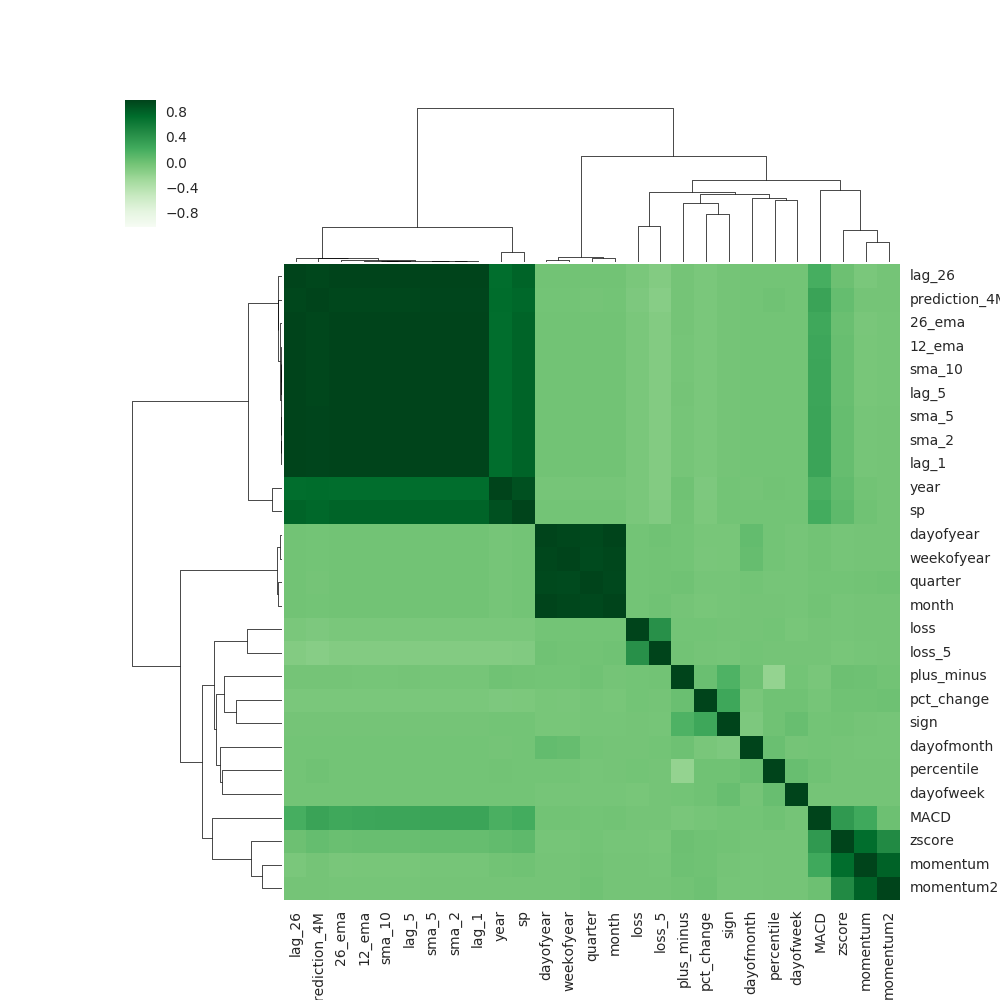 0.8
0.4
0.0
−0.4
−0.8
lag_26
prediction_4M
26_ema
12_ema
sma_10
lag_5
sma_5
sma_2
lag_1
year
sp
dayofyear
weekofyear
quarter
month
loss
loss_5
plus_minus
pct_change
sign
dayofmonth
percentile
dayofweek
MACD
zscore
momentum
momentum2
lag_26
rediction_4M
26_ema
12_ema
sma_10
lag_5
sma_5
sma_2
lag_1
year
sp
dayofyear
weekofyear
quarter
month
loss
loss_5
plus_minus
pct_change
sign
dayofmonth
percentile
dayofweek
MACD
zscore
momentum
momentum2